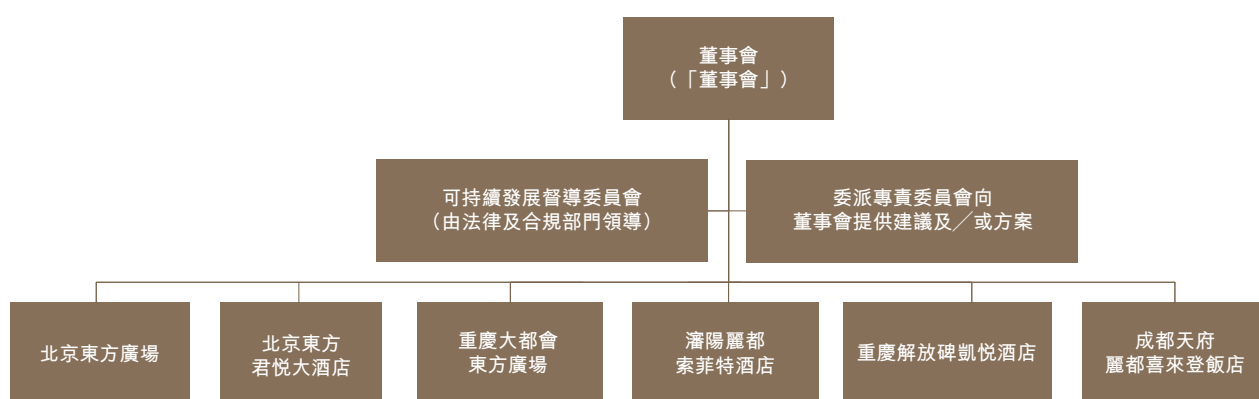 董事會
（「董事會」）
可持續發展督導委員會
（由法律及合規部門領導）
委派專責委員會向
董事會提供建議及╱或方案
北京東方廣場
北京東方
君悅大酒店
重慶大都會
東方廣場
瀋陽麗都
索菲特酒店
重慶解放碑凱悅酒店
成都天府
麗都喜來登飯店